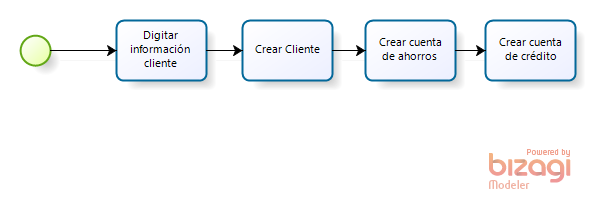 Digitar
información
cliente
Crear Cliente
Crear cuenta
de ahorros
Crear cuenta
de crédito
Powered by
bizagi
Modeler